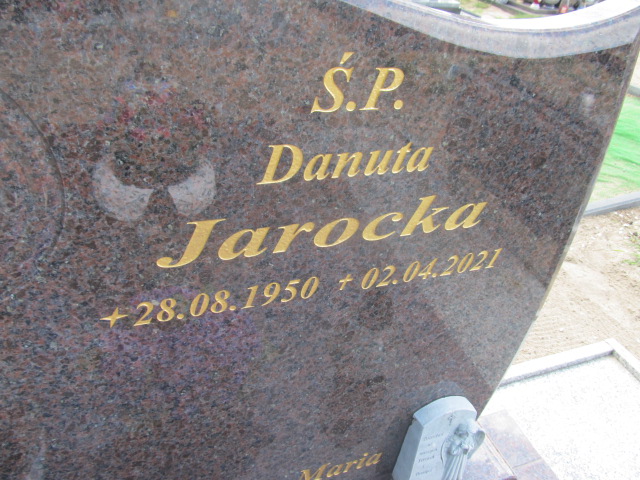 Ś.P.
Danuta
Jarocka
28.08.1950 + 02.04.2021
Maria